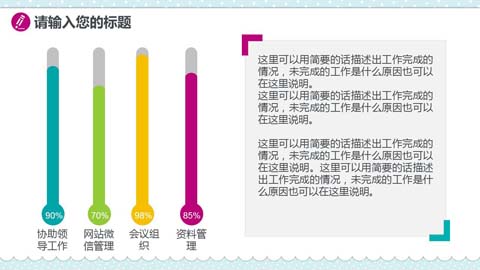 请输入您的标题
90%
70%
98%
85%
协助领
导工作
网站微
信管理
会议组
织
资料管
理
这里可以用简要的话描述出工作完成的
情况，未完成的工作是什么原因也可以
在这里说明。
这里可以用简要的话描述出工作完成的
情况，未完成的工作是什么原因也可以
在这里说明。
这里可以用简要的话描述出工作完成的
情况，未完成的工作是什么原因也可以
在这里说明。这里可以用简要的话描述
出工作完成的情况，未完成的工作是什
么原因也可以在这里说明。